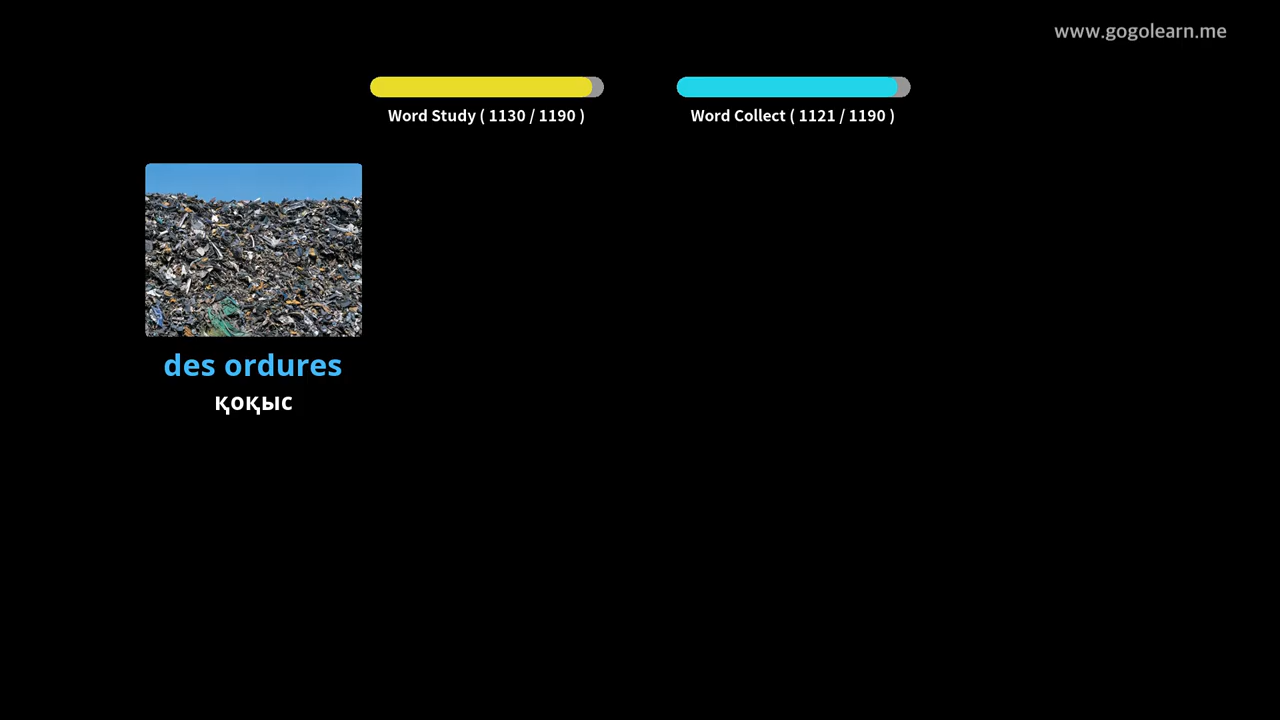 www.gogolearn.me
Word Study ( 1130 / 1190 )
Word Collect ( 1121 / 1190 )
des ordures
қоқыс